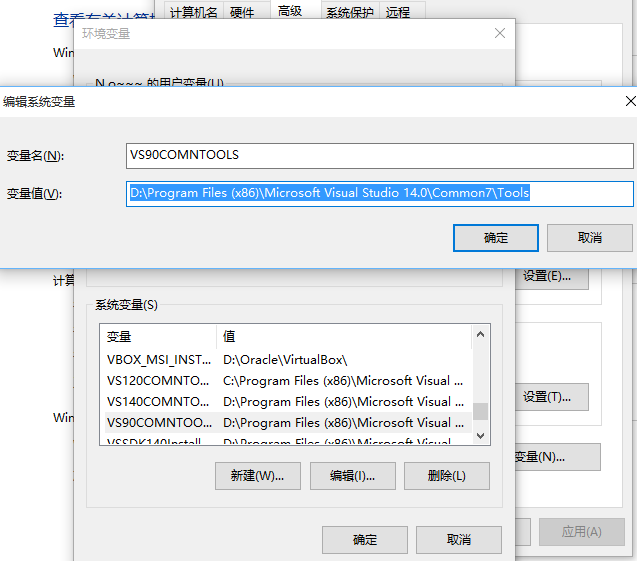 计算机名 硬件 高级 系统保护 远程
查看有关计算机
环境变量
Win
N.o~~~ 的用户变量(U)
编辑系统变量
变量名(N):
VS90COMNTOOLS
变量值(V):
D:\Program Files (x86)\Microsoft Visual Studio 14.0\Common7\Tools
确定 取消
计算
设置(E)...
系统变量(S)
变量 值
VBOX_MSI_INST... D:\Oracle\VirtualBox\
VS120COMNTO... C:\Program Files (x86)\Microsoft Visual ...
VS140COMNTO... D:\Program Files (x86)\Microsoft Visual ...
设置(T)...
Win
VS90COMNTOO... D:\Program Files (x86)\Microsoft Visual ...
VSSDK140Install D:\Program Files (x86)\Microsoft Visual
变量(N)...
新建(W)... 编辑(I)... 删除(L)
应用(A)
确定 取消